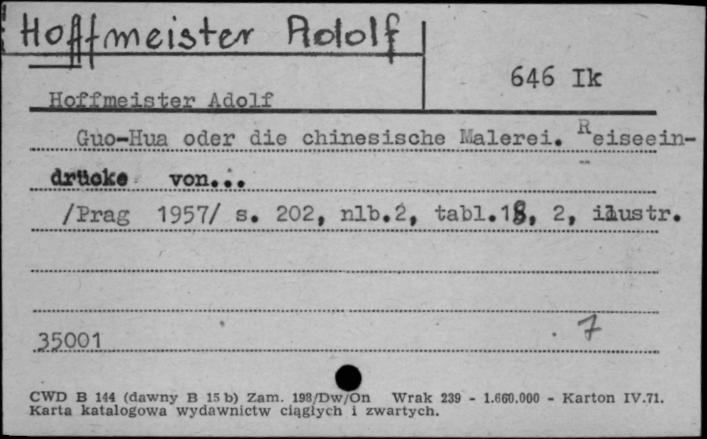 Hoffmeister Adolf
646 Ik
Hoffmeister Adolf
Guo-Hua oder die chinesische Malerei. Reiseein-
drücke von...
/Prag 1957/ s. 202, nlb.2, tabl.18, 2, ilustr.
35001
7
CWD B 144 (dawny B 15 b) Zam. 198/Dw/On Wrak 239 - 1.660.000 - Karton IV.71.
Karta katalogowa wydawnictw ciągłych i zwartych.